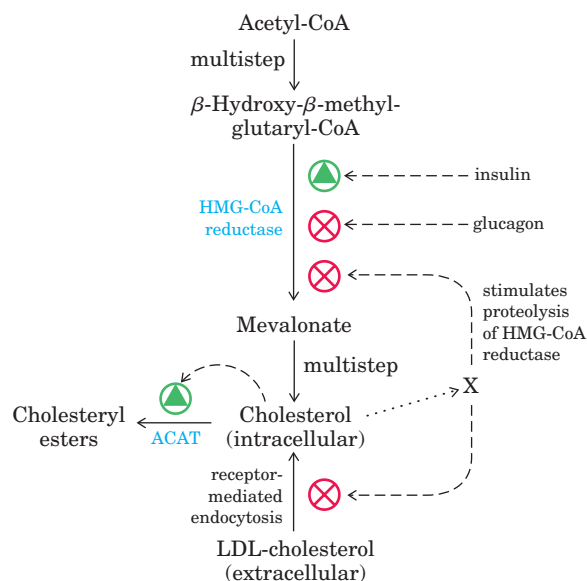 Acetyl-CoA
multistep
β-Hydroxy-β-methyl-
glutaryl-CoA
insulin
HMG-CoA
reductase
glucagon
stimulates
proteolysis
of HMG-CoA
reductase
Mevalonate
multistep
X
Cholesteryl
esters
ACAT
Cholesterol
(intracellular)
receptor-
mediated
endocytosis
LDL-cholesterol
(extracellular)